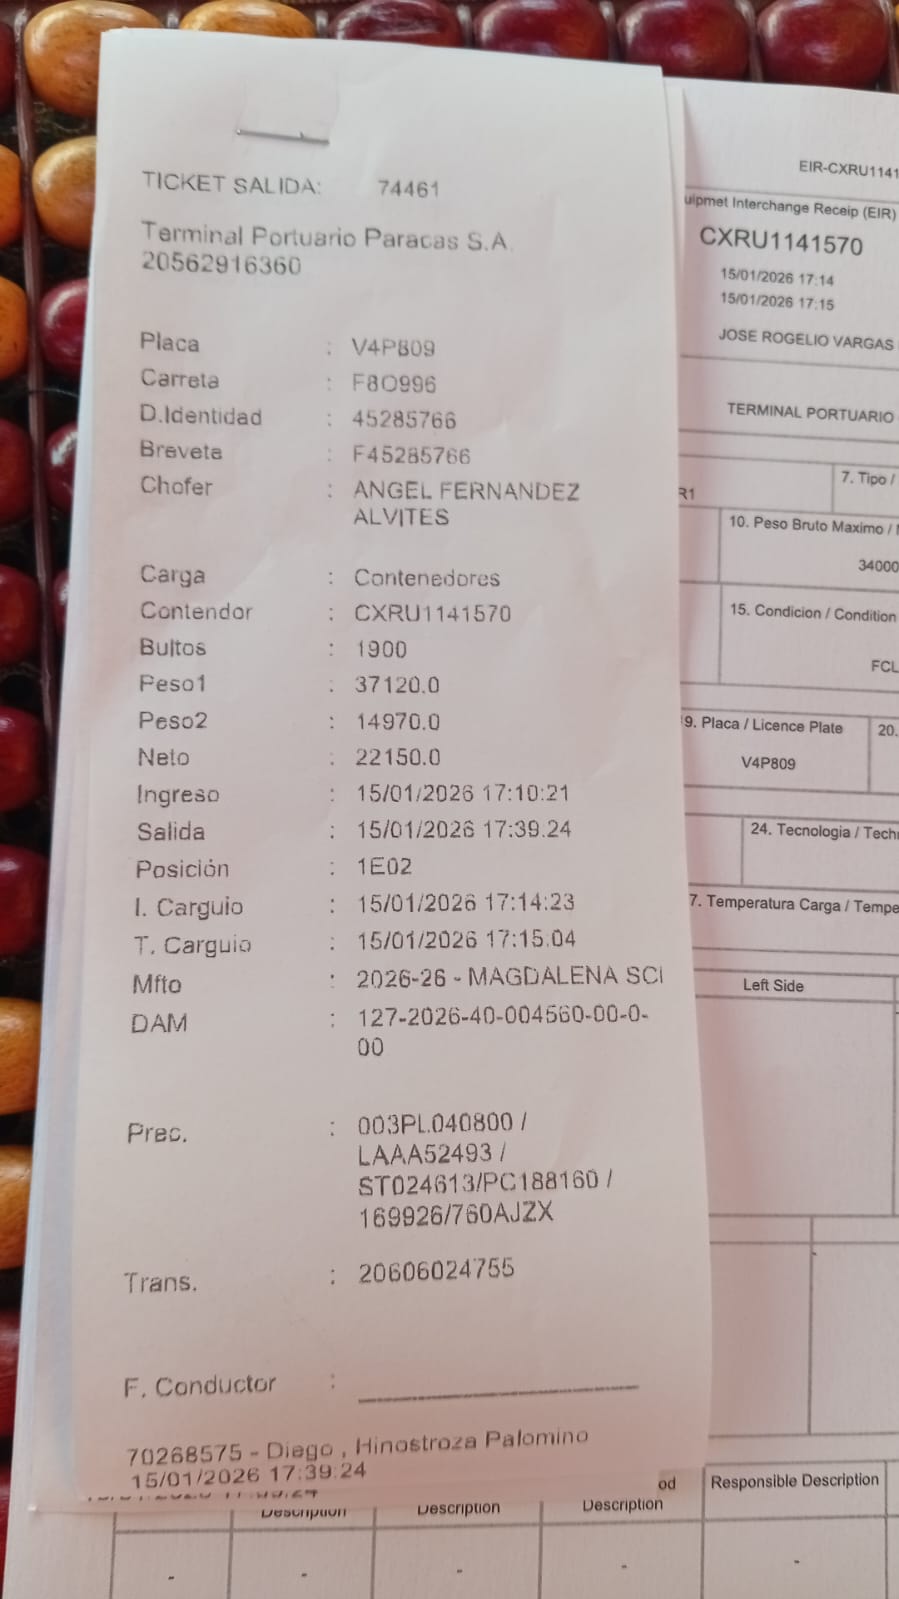 TICKET SALIDA: 74461
Terminal Portuario Paracas S.A.
20562916360
Placa : V4P809
Carreta : F8O996
D.Identidad : 45285766
Brevete : F45285766
Chofer : ANGEL FERNANDEZ
ALVITES
Carga : Contenedores
Contendor : CXRU1141570
Bultos : 1900
Peso1 : 37120.0
Peso2 : 14970.0
Neto : 22150.0
Ingreso : 15/01/2026 17:10:21
Salida : 15/01/2026 17:39:24
Posición : 1E02
I. Carguio : 15/01/2026 17:14:23
T. Carguio : 15/01/2026 17:15:04
Mfto : 2026-26 - MAGDALENA SCI
DAM : 127-2026-40-004560-00-0-
00
Prec. : 003PL040800 /
LAAA52493 /
ST024613/PC188160 /
169926/760AJZX
Trans. : 20606024755
F. Conductor :
70268575 - Diego , Hinostroza Palomino
15/01/2026 17:39:24
EIR-CXRU1141
uipmet Interchange Receip (EIR)
CXRU1141570
15/01/2026 17:14
15/01/2026 17:15
JOSE ROGELIO VARGAS
TERMINAL PORTUARIO
R1
7. Tipo /
10. Peso Bruto Maximo /
34000
15. Condicion / Condition
FCL
9. Placa / Licence Plate
20.
V4P809
24. Tecnologia / Techn
7. Temperatura Carga / Tempe
Left Side
od
Responsible Description
Description
Description
Description
- - - - -